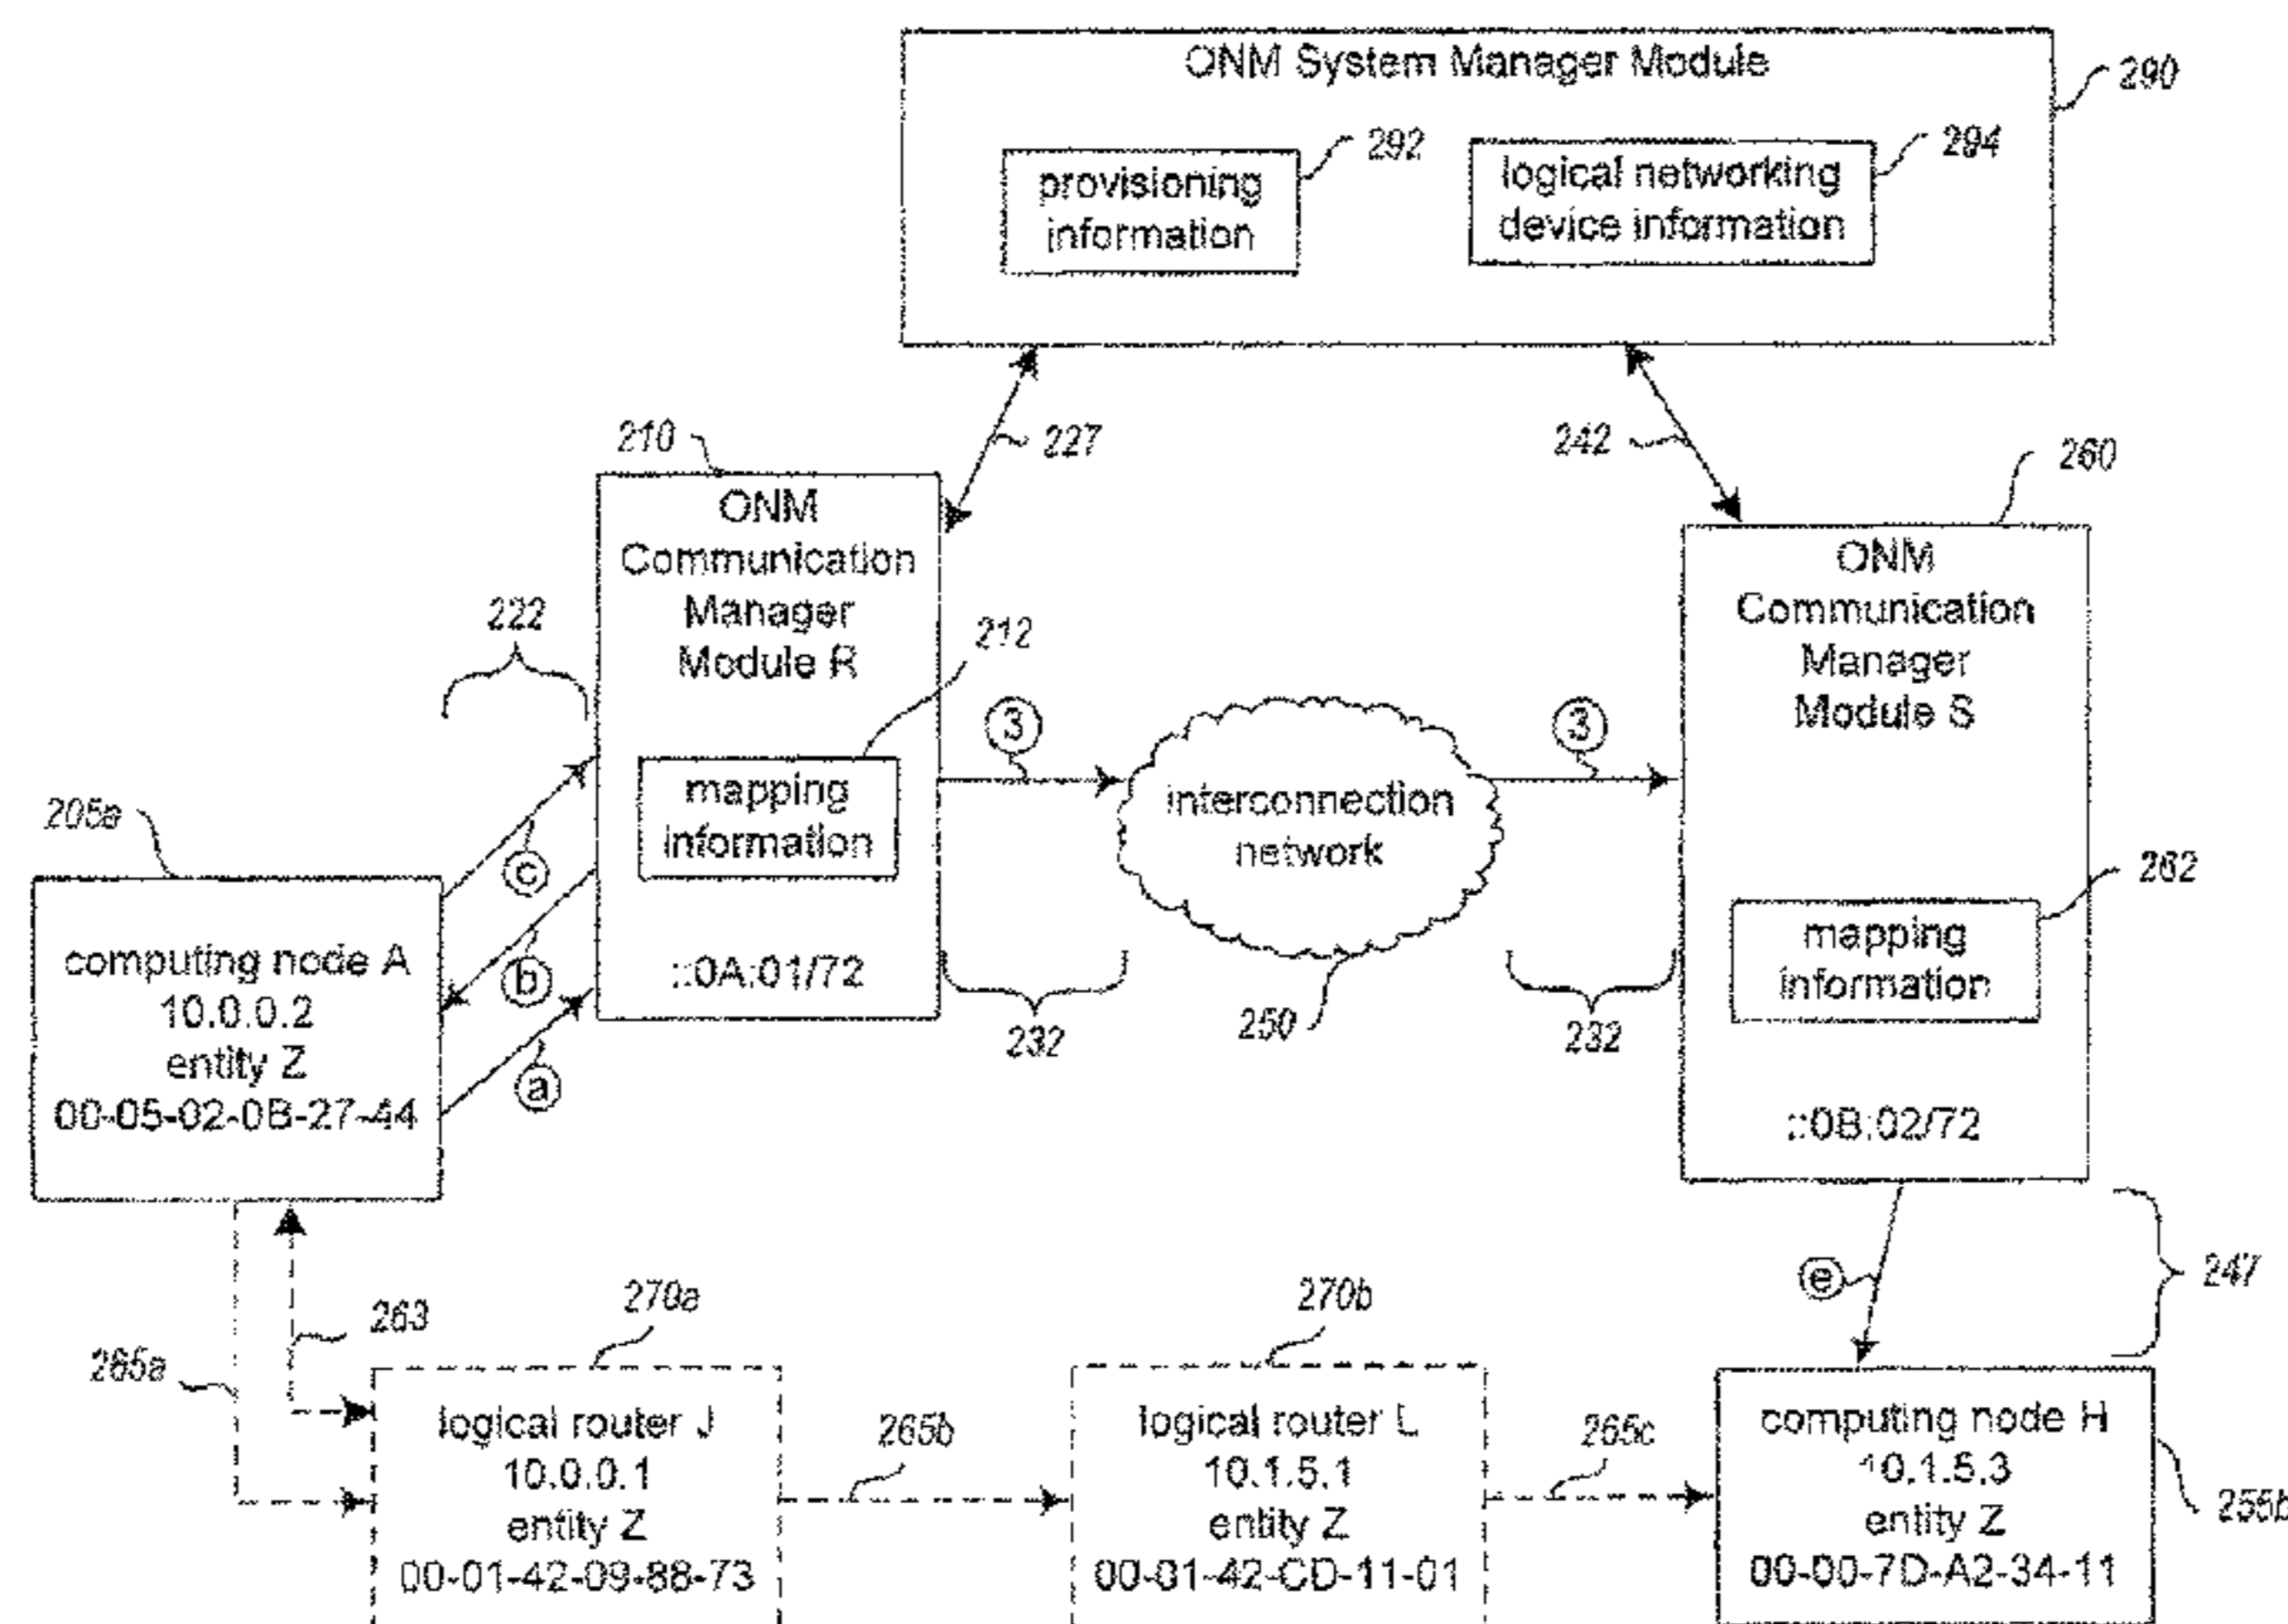 ONM System Manager Module
290
provisioning
information
292
logical networking
device information
294
227
242
210
ONM
Communication
Manager
Module R
212
mapping
information
::0A:01/72
222
c
b
a
205a
computing node A
10.0.0.2
entity Z
00-05-02-0B-27-44
3
interconnection
network
250
3
232
232
260
ONM
Communication
Manager
Module S
262
mapping
information
::0B:02/72
e
247
263
265a
270a
logical router J
10.0.0.1
entity Z
00-01-42-09-88-73
265b
270b
logical router L
10.1.5.1
entity Z
00-01-42-CD-11-01
265c
computing node H
10.1.5.3
entity Z
00-00-7D-A2-34-11
255b